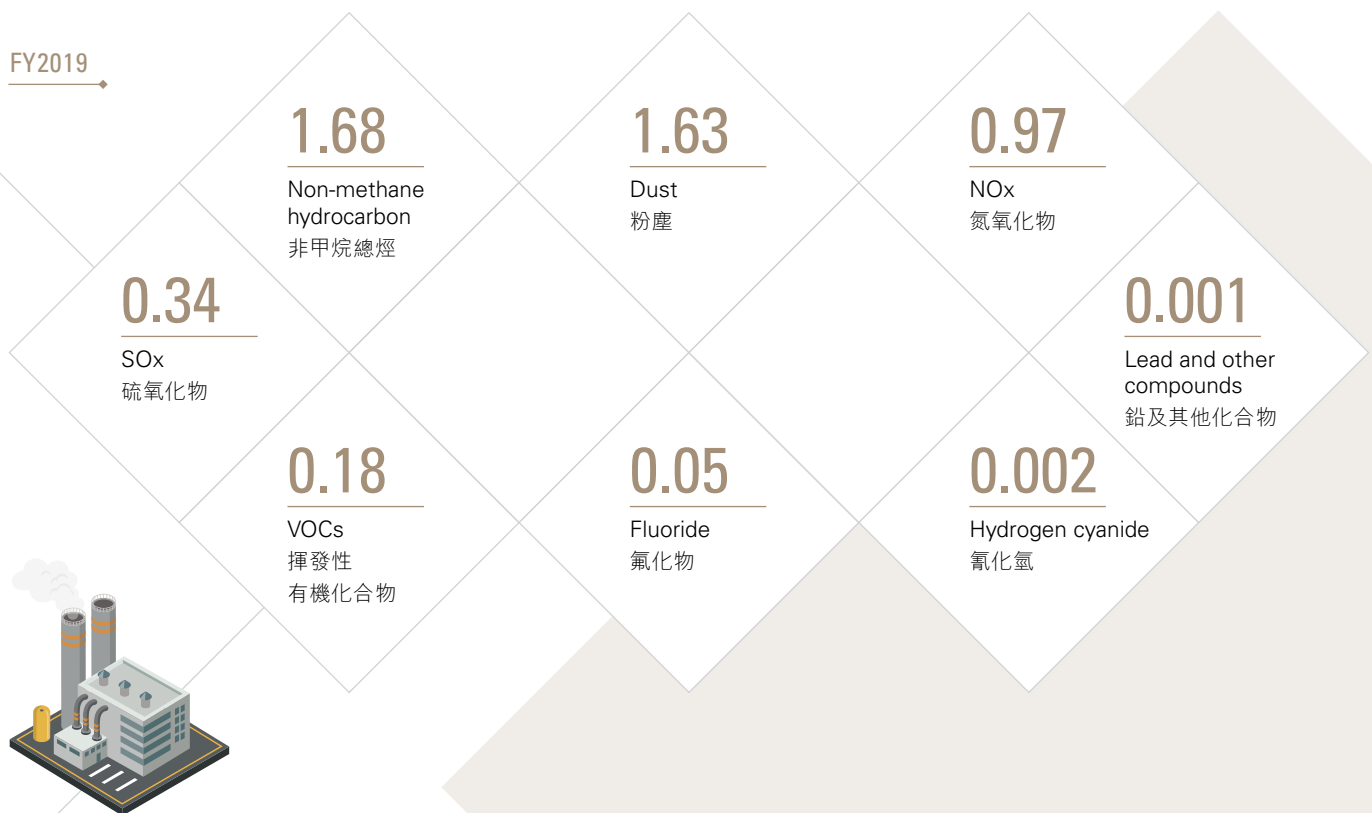 FY2019
1.68
Non-methane
hydrocarbon
非甲烷總烴
1.63
Dust
粉塵
0.97
NOx
氮氧化物
0.34
SOx
硫氧化物
0.001
Lead and other
compounds
鉛及其他化合物
0.18
VOCs
揮發性
有機化合物
0.05
Fluoride
氟化物
0.002
Hydrogen cyanide
氰化氫